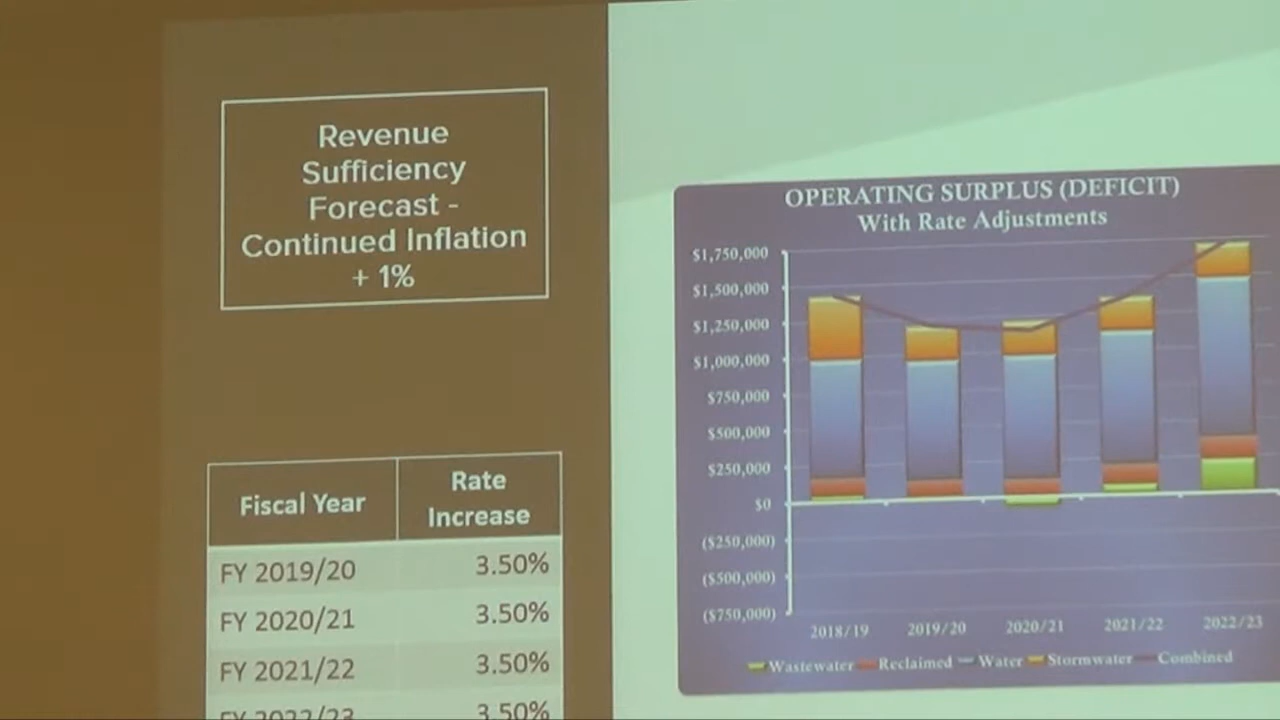 Revenue
Sufficiency
Forecast -
Continued Inflation
+ 1%
Fiscal Year
Rate
Increase
FY 2019/20 3.50%
FY 2020/21 3.50%
FY 2021/22 3.50%
FY 2022/23 3.50%
OPERATING SURPLUS (DEFICIT)
With Rate Adjustments
$1,750,000
$1,500,000
$1,250,000
$1,000,000
$750,000
$500,000
$250,000
$0
($250,000)
($500,000)
($750,000)
2018/19 2019/20 2020/21 2021/22 2022/23
Wastewater Reclaimed Water Stormwater Combined